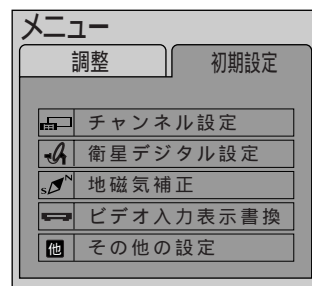 メニュー
調整 初期設定
チャンネル設定
衛星デジタル設定
S N 地磁気補正
ビデオ入力表示書換
他 その他の設定